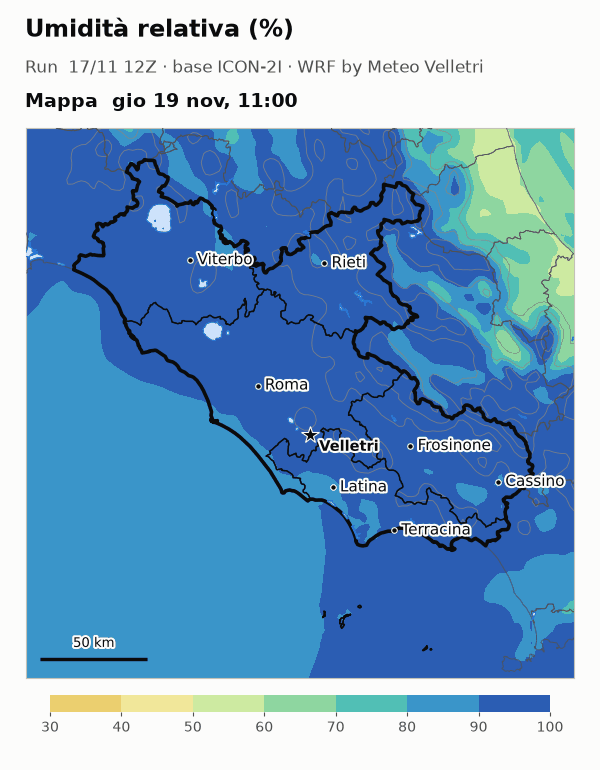 Umidità relativa (%)
Run  17/11 12Z · base ICON-2I · WRF by Meteo Velletri
Mappa  gio 19 nov, 11:00
Viterbo
Rieti
Roma
Velletri
Frosinone
Latina
Cassino
Terracina
50 km
30 40 50 60 70 80 90 100